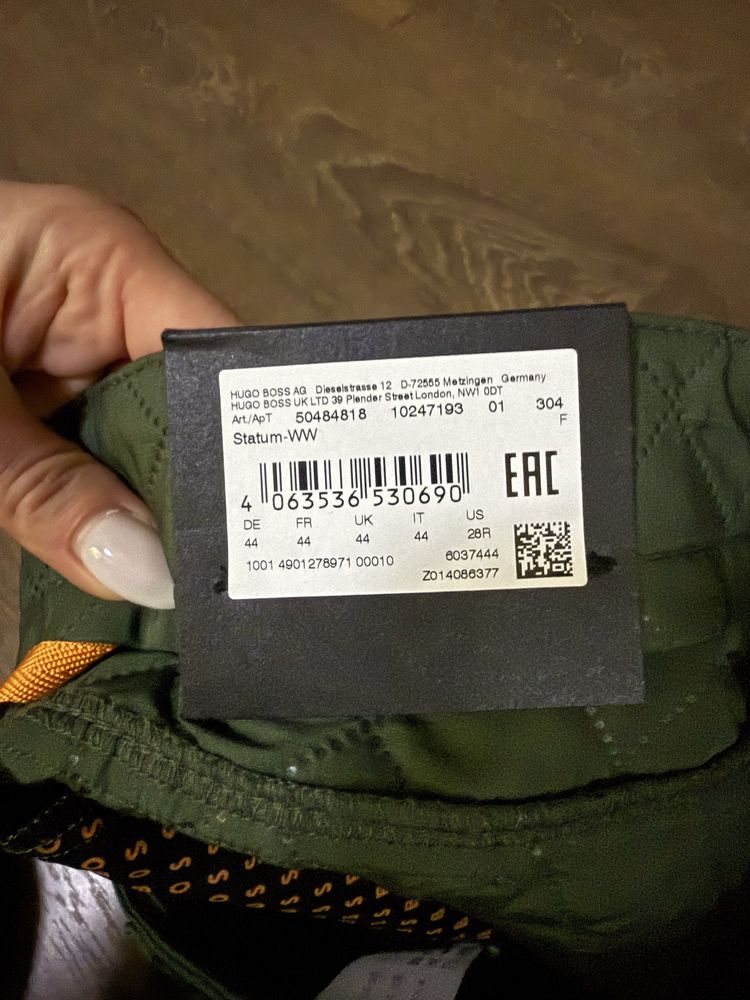 HUGO BOSS AG Dieselstrasse 12 D-72555 Metzingen Germany
HUGO BOSS UK LTD 39 Plender Street London, NW1 0DT
Art./ApT 50484818 10247193 01 304
F
Statum-WW
4 063536 530690
EAC
DE FR UK IT US
44 44 44 44 28R
1001 4901278971 00010 6037444
Z014086377